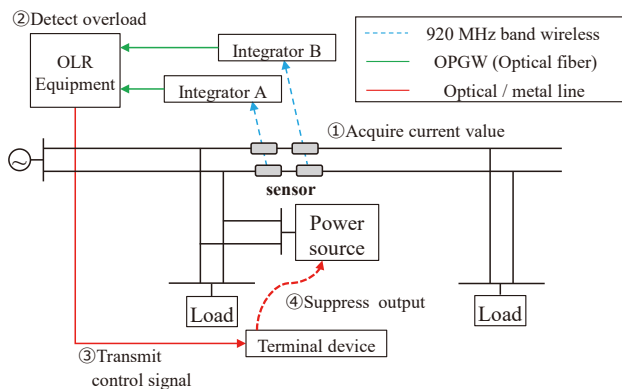 ②Detect overload
OLR
Equipment
Integrator B
Integrator A
920 MHz band wireless
OPGW (Optical fiber)
Optical / metal line
①Acquire current value
~
sensor
Power
source
Load
④Suppress output
Load
③Transmit
control signal
Terminal device